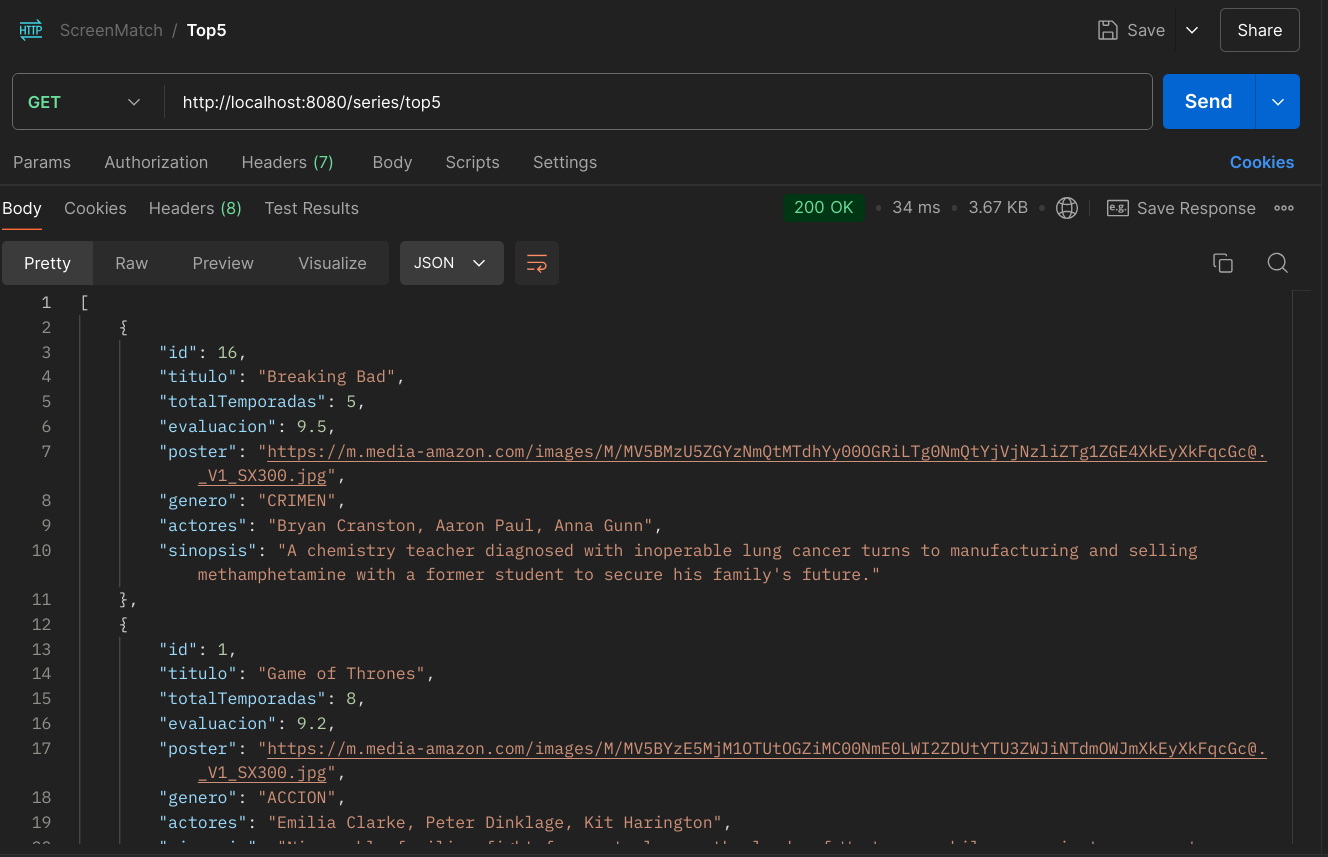 HTTP ScreenMatch / Top5 Save Share
GET http://localhost:8080/series/top5 Send
Params Authorization Headers (7) Body Scripts Settings Cookies
Body Cookies Headers (8) Test Results 200 OK • 34 ms • 3.67 KB • e.g. Save Response
Pretty Raw Preview Visualize JSON
1 [
2 {
3 "id": 16,
4 "titulo": "Breaking Bad",
5 "totalTemporadas": 5,
6 "evaluacion": 9.5,
7 "poster": "https://m.media-amazon.com/images/M/MV5BMzU5ZGYzNmQtMTdhYy00OGRiLTg0NmQtYjVjNzliZTg1ZGE4XkEyXkFqcGc@.
_V1_SX300.jpg",
8 "genero": "CRIMEN",
9 "actores": "Bryan Cranston, Aaron Paul, Anna Gunn",
10 "sinopsis": "A chemistry teacher diagnosed with inoperable lung cancer turns to manufacturing and selling
methamphetamine with a former student to secure his family's future."
11 },
12 {
13 "id": 1,
14 "titulo": "Game of Thrones",
15 "totalTemporadas": 8,
16 "evaluacion": 9.2,
17 "poster": "https://m.media-amazon.com/images/M/MV5BYzE5MjM1OTUtOGZiMC00NmE0LWI2ZDUtYTU3ZWJiNTdmOWJmXkEyXkFqcGc@.
_V1_SX300.jpg",
18 "genero": "ACCION",
19 "actores": "Emilia Clarke, Peter Dinklage, Kit Harington",